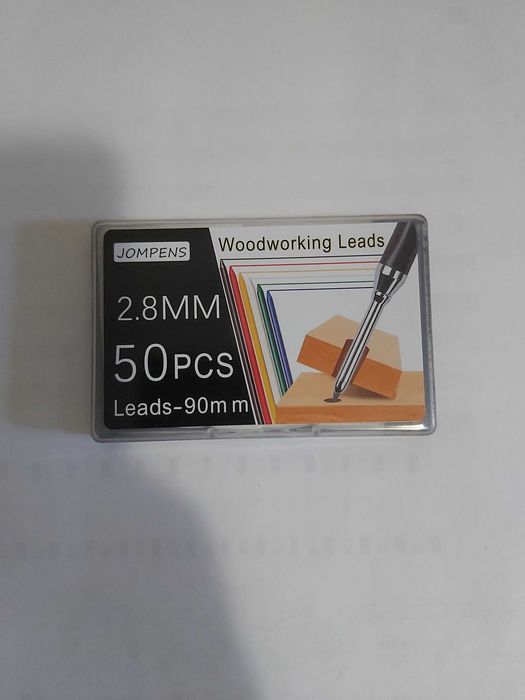 JOMPENS
Woodworking Leads
2.8MM
50PCS
Leads-90mm